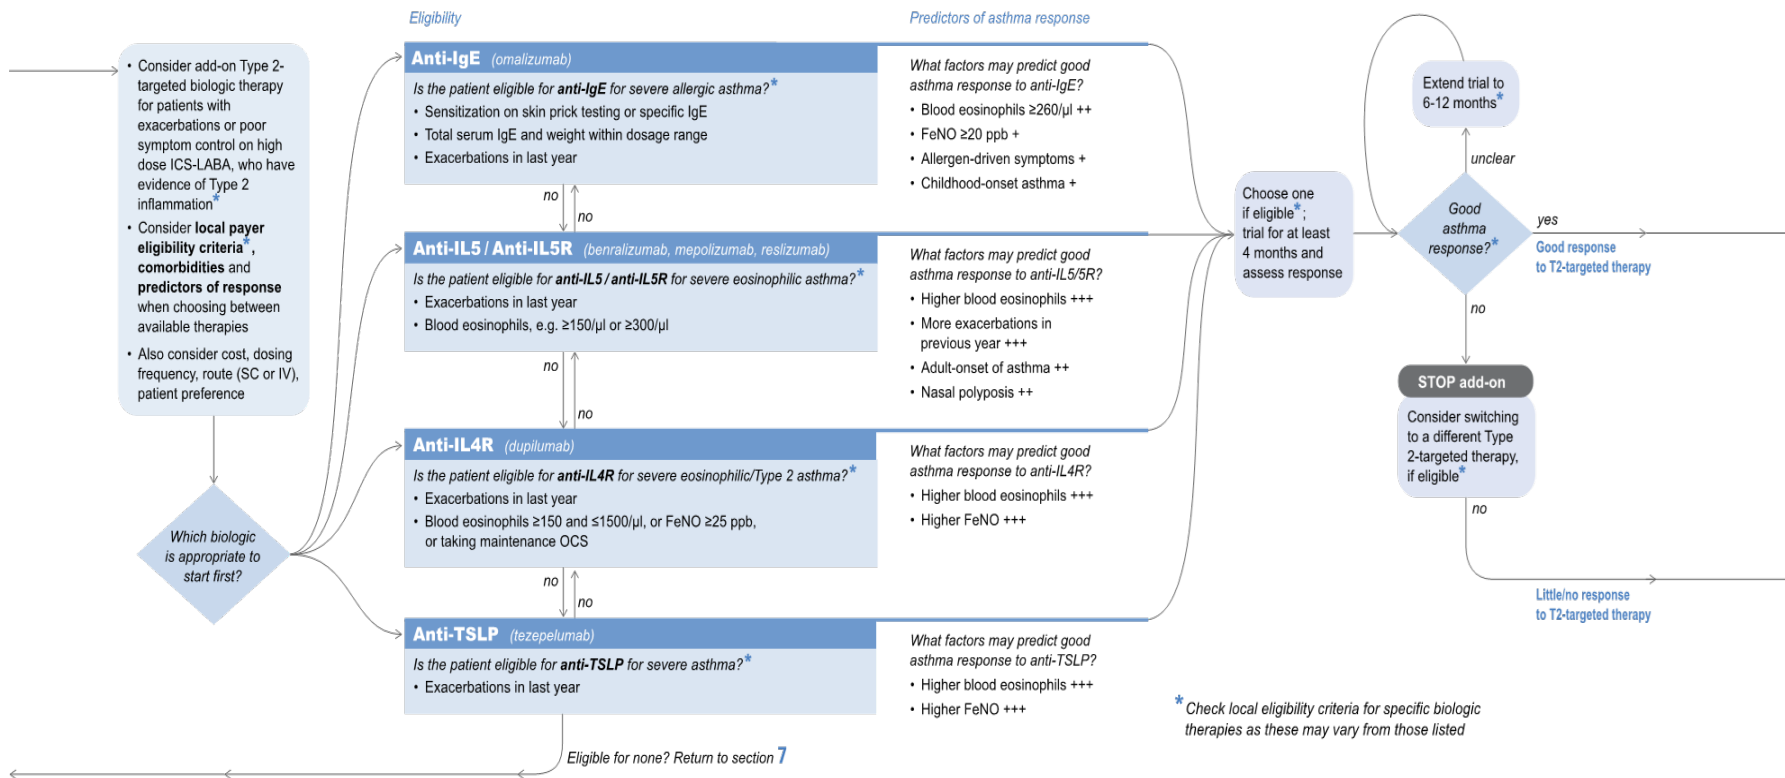 Eligibility
Predictors of asthma response
• Consider add-on Type 2-
targeted biologic therapy
for patients with
exacerbations or poor
symptom control on high
dose ICS-LABA, who have
evidence of Type 2
inflammation*
• Consider local payer
eligibility criteria*,
comorbidities and
predictors of response
when choosing between
available therapies
• Also consider cost, dosing
frequency, route (SC or IV),
patient preference
Which biologic
is appropriate to
start first?
Anti-IgE (omalizumab)
Is the patient eligible for anti-IgE for severe allergic asthma?*
• Sensitization on skin prick testing or specific IgE
• Total serum IgE and weight within dosage range
• Exacerbations in last year
What factors may predict good
asthma response to anti-IgE?
• Blood eosinophils ≥260/µl ++
• FeNO ≥20 ppb +
• Allergen-driven symptoms +
• Childhood-onset asthma +
no
no
Anti-IL5 / Anti-IL5R (benralizumab, mepolizumab, reslizumab)
Is the patient eligible for anti-IL5 / anti-IL5R for severe eosinophilic asthma?*
• Exacerbations in last year
• Blood eosinophils, e.g. ≥150/µl or ≥300/µl
What factors may predict good
asthma response to anti-IL5/5R?
• Higher blood eosinophils +++
• More exacerbations in
previous year +++
• Adult-onset of asthma ++
• Nasal polyposis ++
no
no
Anti-IL4R (dupilumab)
Is the patient eligible for anti-IL4R for severe eosinophilic/Type 2 asthma?*
• Exacerbations in last year
• Blood eosinophils ≥150 and ≤1500/µl, or FeNO ≥25 ppb,
or taking maintenance OCS
What factors may predict good
asthma response to anti-IL4R?
• Higher blood eosinophils +++
• Higher FeNO +++
no
no
Anti-TSLP (tezepelumab)
Is the patient eligible for anti-TSLP for severe asthma?*
• Exacerbations in last year
What factors may predict good
asthma response to anti-TSLP?
• Higher blood eosinophils +++
• Higher FeNO +++
Eligible for none? Return to section 7
Choose one
if eligible*;
trial for at least
4 months and
assess response
Extend trial to
6-12 months*
unclear
Good
asthma
response?*
yes
Good response
to T2-targeted therapy
no
STOP add-on
Consider switching
to a different Type
2-targeted therapy,
if eligible*
no
Little/no response
to T2-targeted therapy
* Check local eligibility criteria for specific biologic
therapies as these may vary from those listed